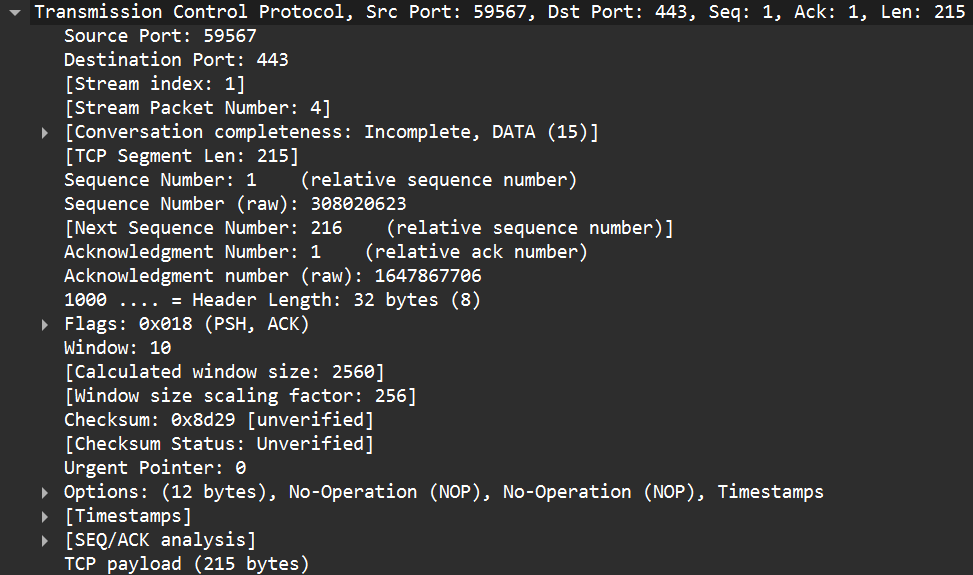 Transmission Control Protocol, Src Port: 59567, Dst Port: 443, Seq: 1, Ack: 1, Len: 215
Source Port: 59567
Destination Port: 443
[Stream index: 1]
[Stream Packet Number: 4]
[Conversation completeness: Incomplete, DATA (15)]
[TCP Segment Len: 215]
Sequence Number: 1    (relative sequence number)
Sequence Number (raw): 308020623
[Next Sequence Number: 216    (relative sequence number)]
Acknowledgment Number: 1    (relative ack number)
Acknowledgment number (raw): 1647867706
1000 .... = Header Length: 32 bytes (8)
Flags: 0x018 (PSH, ACK)
Window: 10
[Calculated window size: 2560]
[Window size scaling factor: 256]
Checksum: 0x8d29 [unverified]
[Checksum Status: Unverified]
Urgent Pointer: 0
Options: (12 bytes), No-Operation (NOP), No-Operation (NOP), Timestamps
[Timestamps]
[SEQ/ACK analysis]
TCP payload (215 bytes)